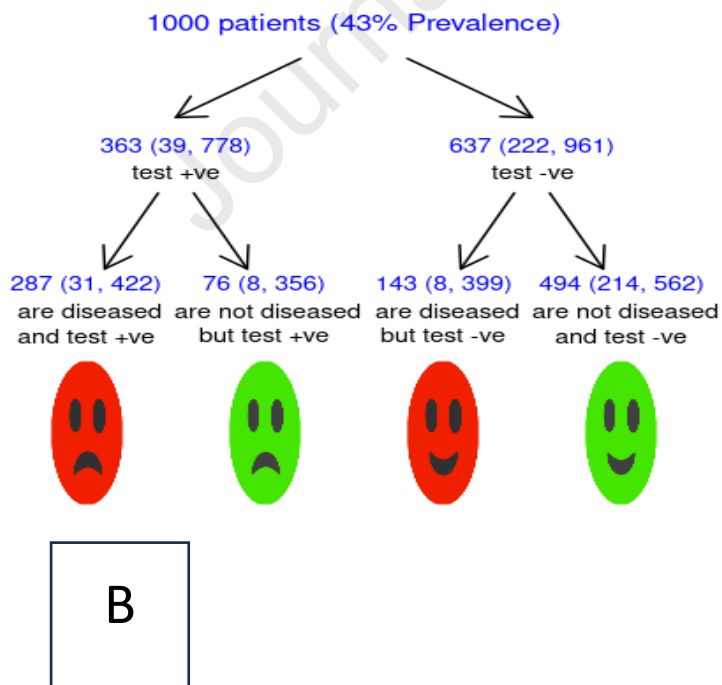 1000 patients (43% Prevalence)
Journa
363 (39, 778)
test +ve
637 (222, 961)
test -ve
287 (31, 422)
are diseased
and test +ve
76 (8, 356)
are not diseased
but test +ve
143 (8, 399)
are diseased
but test -ve
494 (214, 562)
are not diseased
and test -ve
B